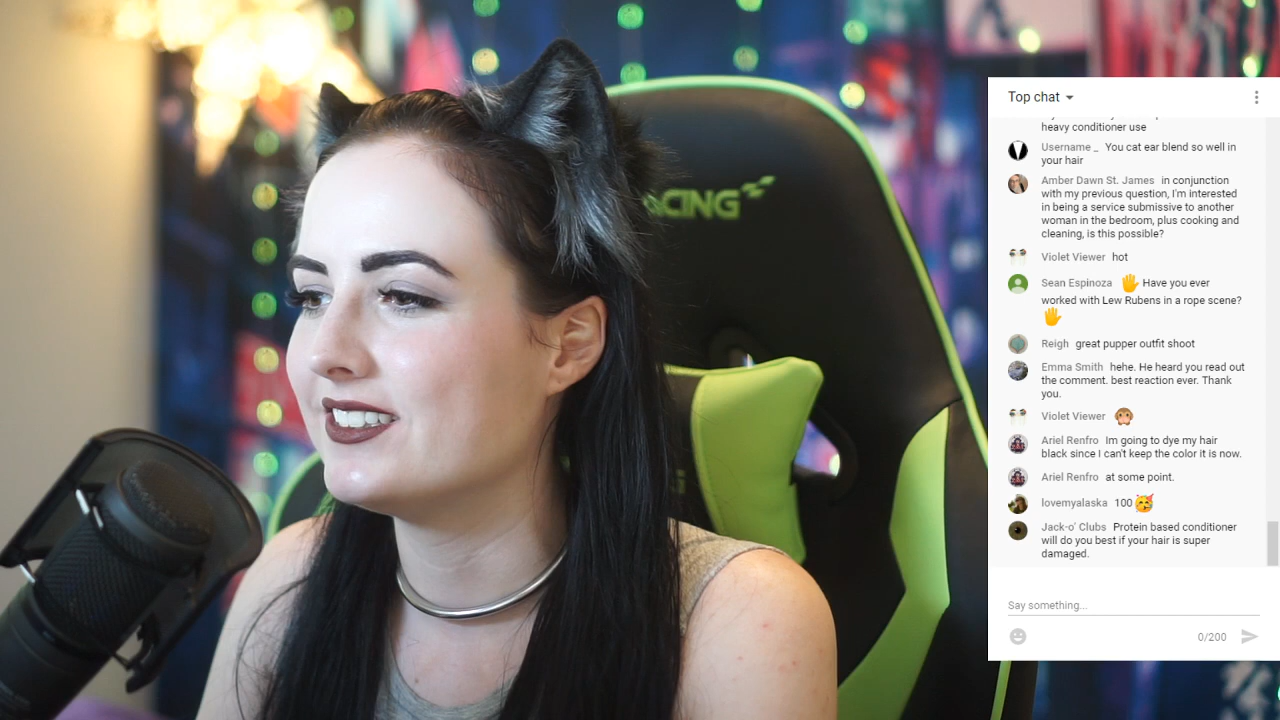 ACING
Top chat
heavy conditioner use
Username _ You cat ear blend so well in
your hair
Amber Dawn St. James in conjunction
with my previous question, I'm interested
in being a service submissive to another
woman in the bedroom, plus cooking and
cleaning, is this possible?
Violet Viewer hot
Sean Espinoza 🖐 Have you ever
worked with Lew Rubens in a rope scene?
🖐
Reigh great pupper outfit shoot
Emma Smith hehe. He heard you read out
the comment. best reaction ever. Thank
you.
Violet Viewer 🙊
Ariel Renfro Im going to dye my hair
black since I can't keep the color it is now.
Ariel Renfro at some point.
lovemyalaska 100🥳
Jack-o' Clubs Protein based conditioner
will do you best if your hair is super
damaged.
Say something...
0/200